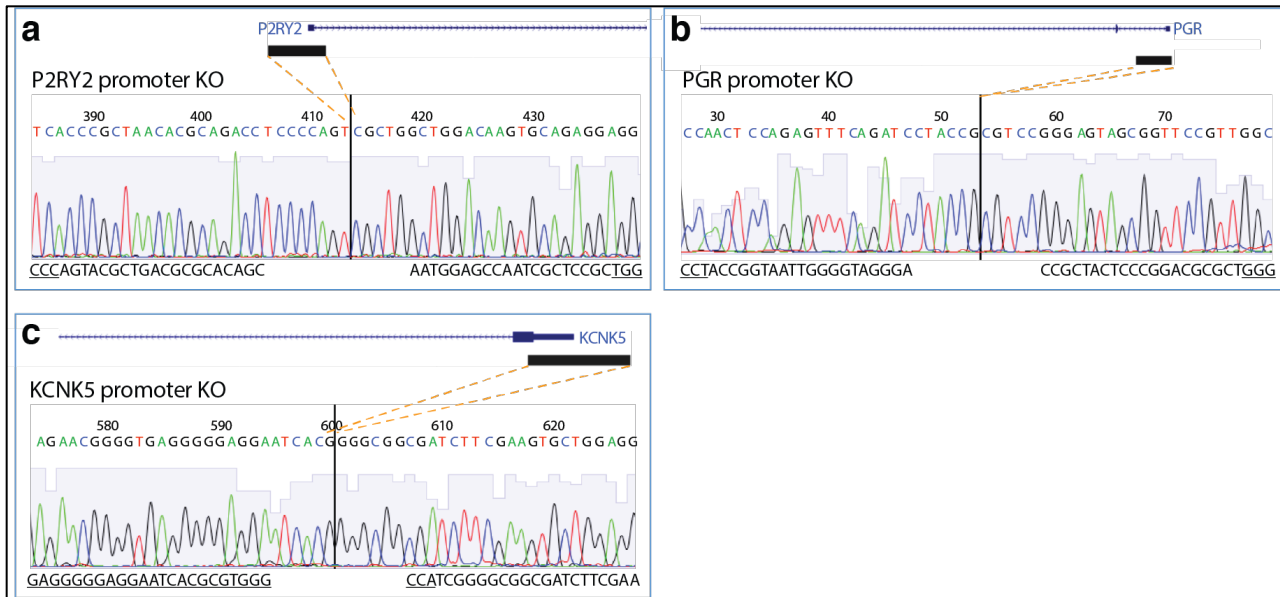 a
P2RY2
P2RY2 promoter KO
390 400 410 420 430
TCACCCGCTAACACGCAGACCTCCCCAGTCGCTGGCTGGACAAGTGCAGAGGAGG
CCCAGTACGCTGACGCGCACAGC AATGGAGCCAATCGCTCCGCTGG
b
PGR
PGR promoter KO
30 40 50 60 70
CCAACTCCAGAGTTTCAGATCCTACCGCGTCCGGGAGTAGCGGTTCCGTTGGC
CCTACCGGTAATTGGGGTAGGGA CCGCTACTCCCGGACGCGCTGGG
c
KCNK5
KCNK5 promoter KO
580 590 600 610 620
AGAACGGGGTGAGGGGGAGGAATCACGGGGCGGCGATCTTCGAAGTGCTGGAGG
GAGGGGGAGGAATCACGCGTGGG CCATCGGGGCGGCGATCTTCGAA